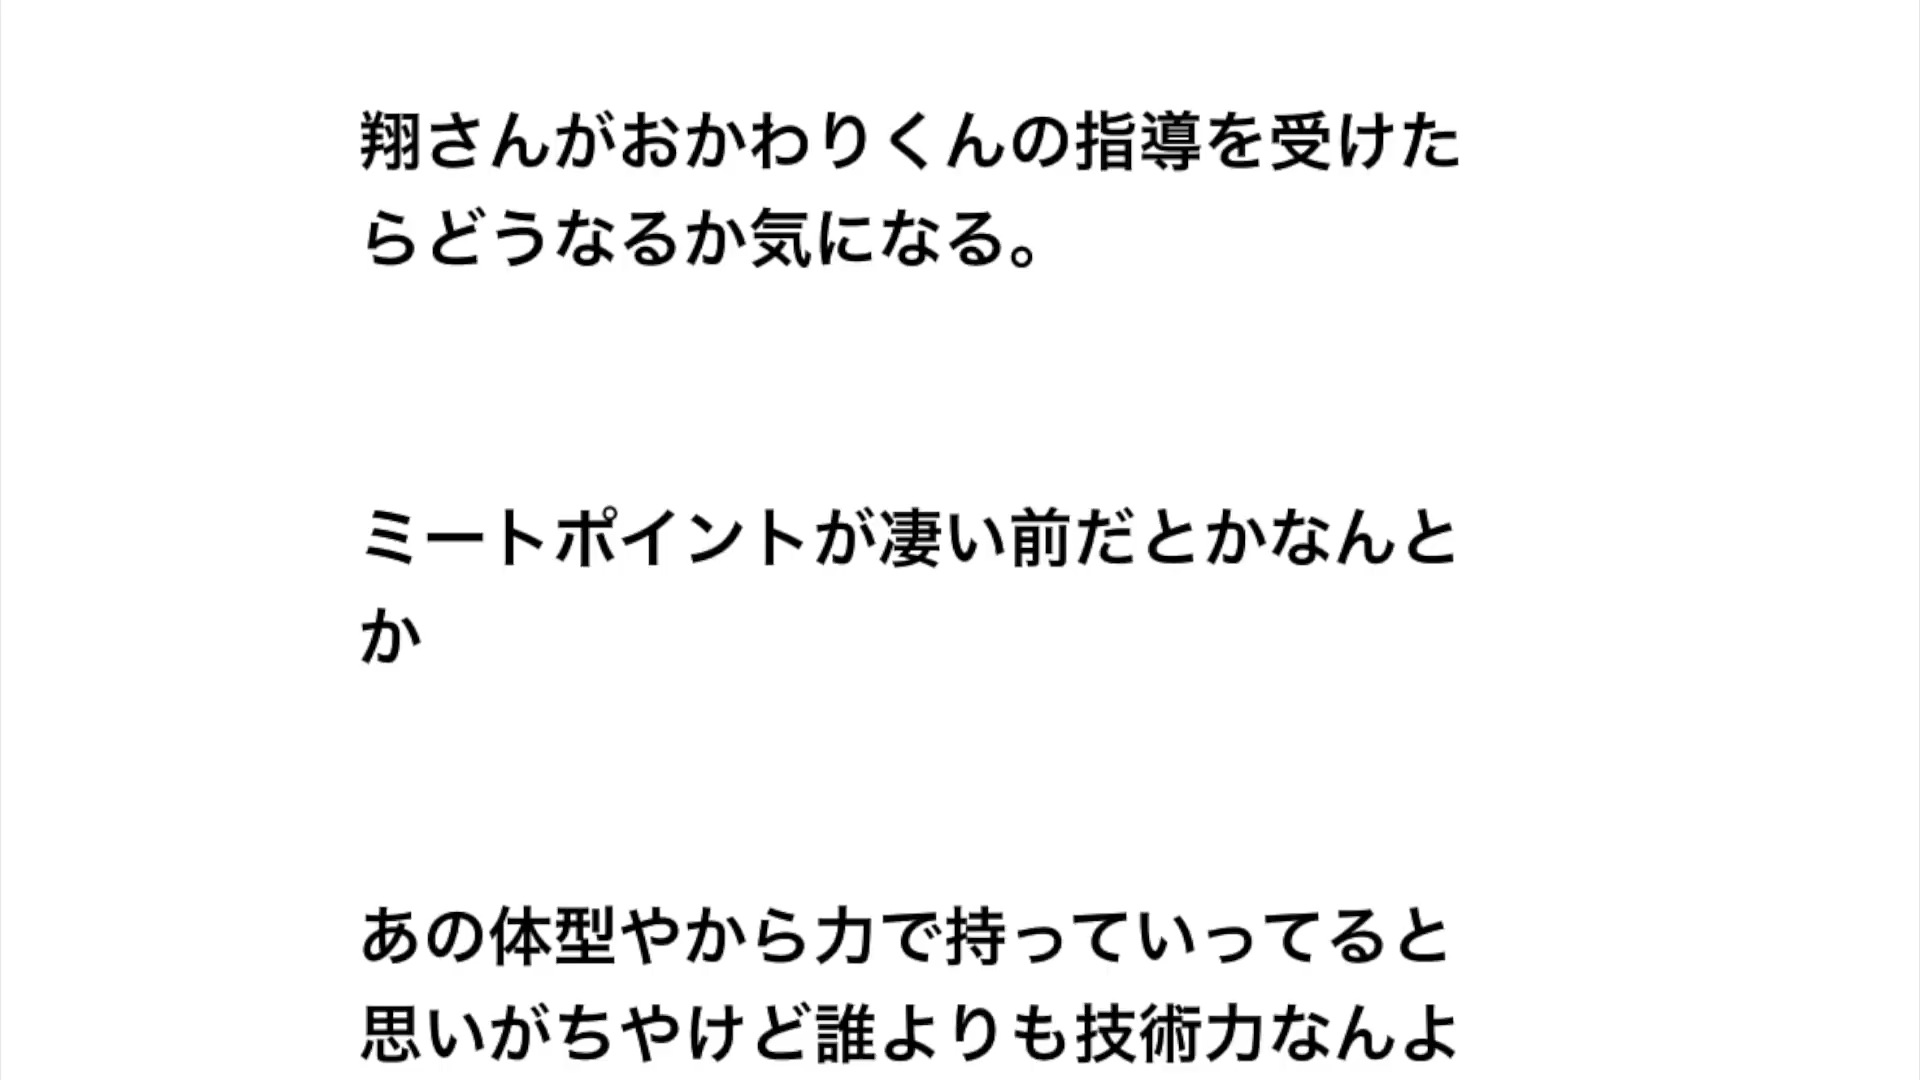 翔さんがおかわりくんの指導を受けた
らどうなるか気になる。
ミートポイントが凄い前だとかなんと
か
あの体型やから力で持っていってると
思いがちやけど誰よりも技術力なんよ